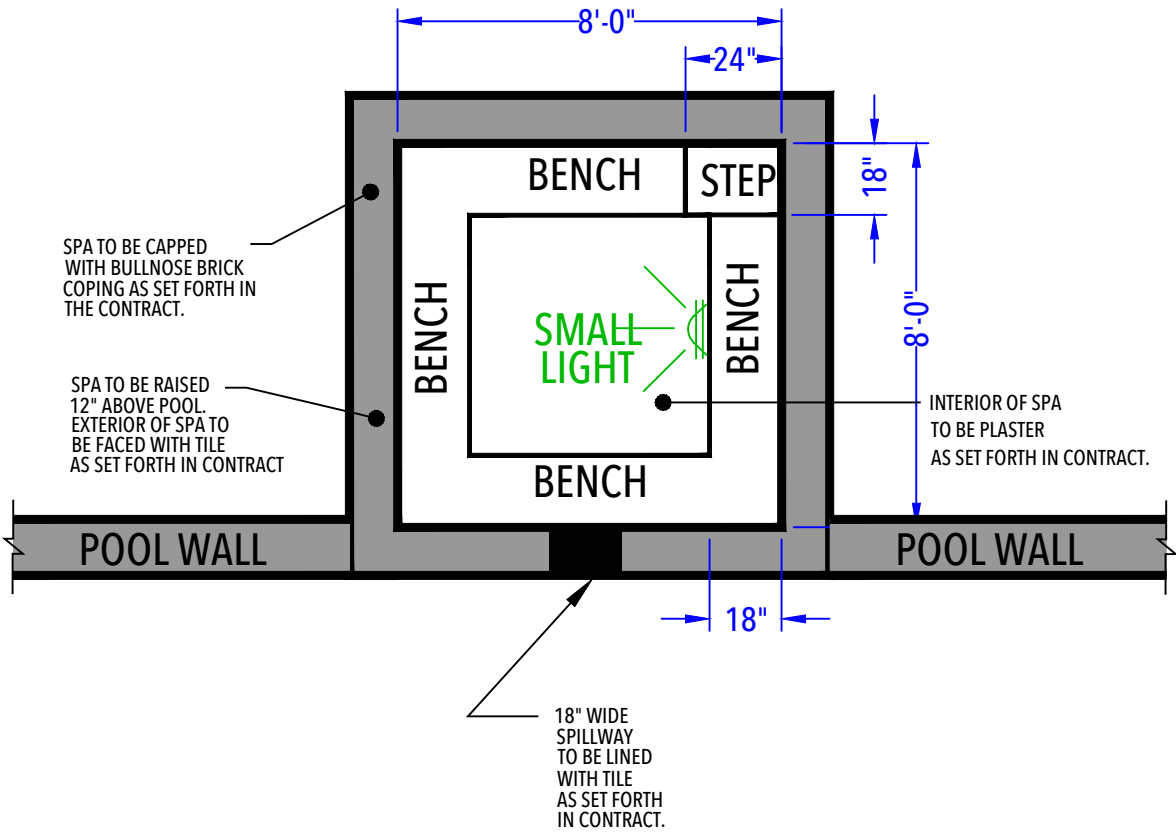 8'-0"
24"
BENCH
STEP
18"
SPA TO BE CAPPED
WITH BULLNOSE BRICK
COPING AS SET FORTH IN
THE CONTRACT.
BENCH
BENCH
SMALL
LIGHT
8'-0"
SPA TO BE RAISED
12" ABOVE POOL.
EXTERIOR OF SPA TO
BE FACED WITH TILE
AS SET FORTH IN CONTRACT
INTERIOR OF SPA
TO BE PLASTER
AS SET FORTH IN CONTRACT.
BENCH
POOL WALL
POOL WALL
18"
18" WIDE
SPILLWAY
TO BE LINED
WITH TILE
AS SET FORTH
IN CONTRACT.